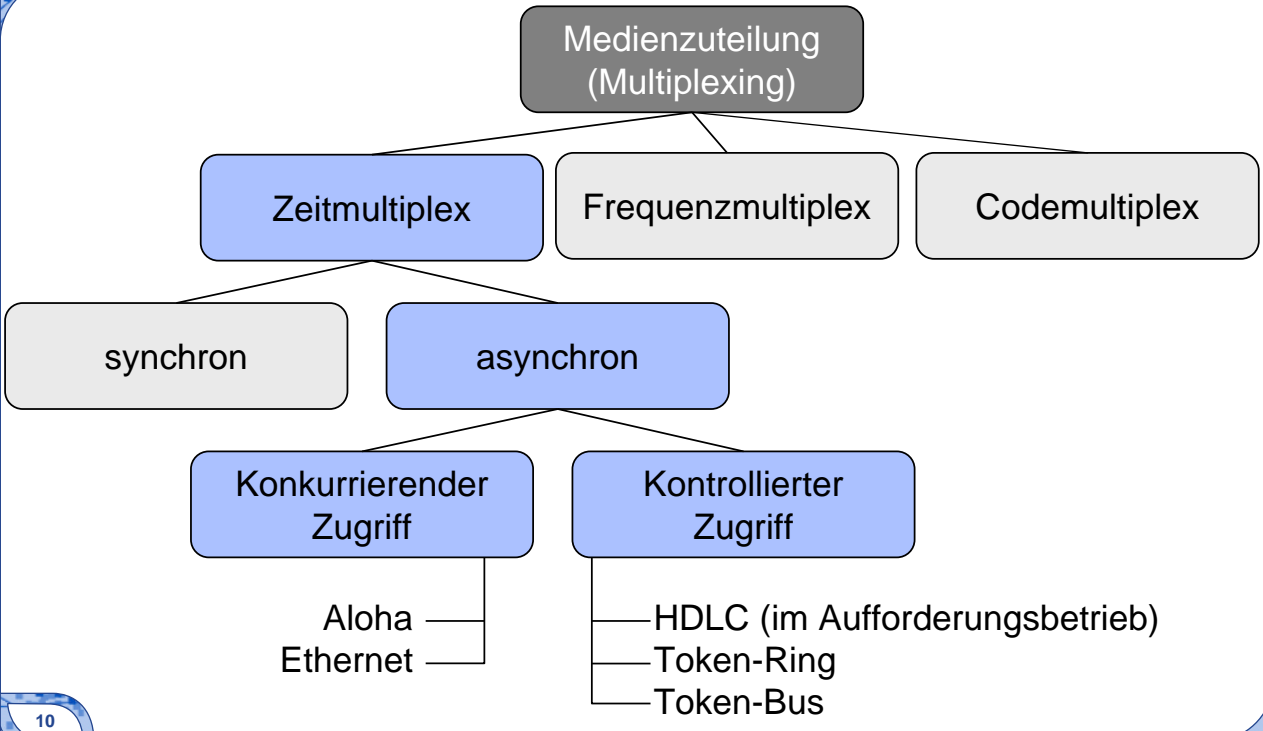 Medienzuteilung
(Multiplexing)
Zeitmultiplex
Frequenzmultiplex
Codemultiplex
synchron
asynchron
Konkurrierender
Zugriff
Kontrollierter
Zugriff
Aloha
Ethernet
HDLC (im Aufforderungsbetrieb)
Token-Ring
Token-Bus
10